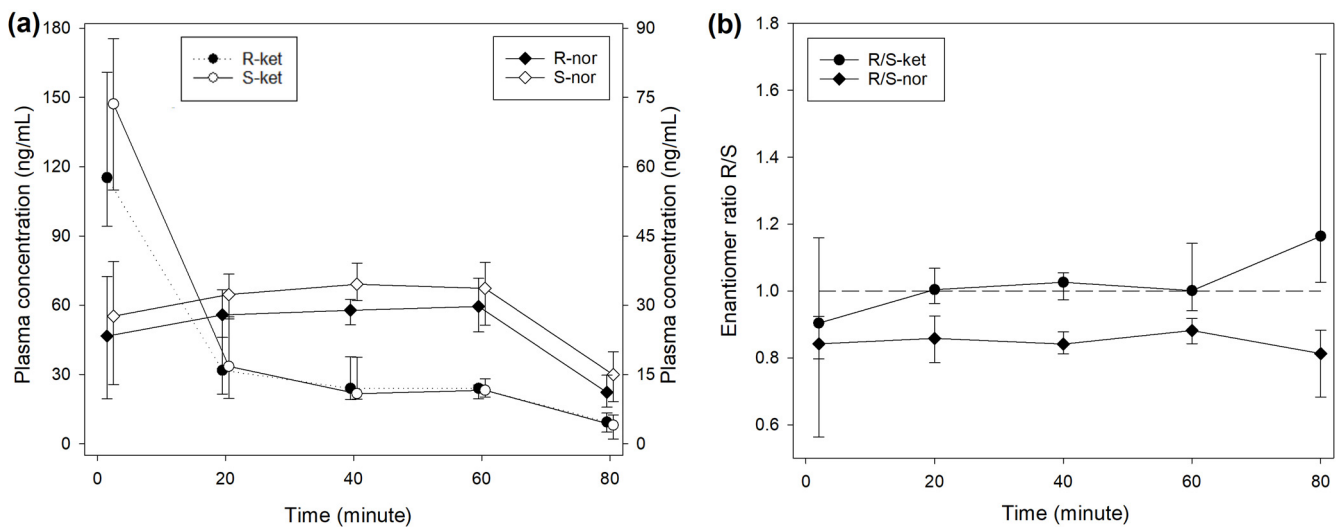 (a)
180
150
120
90
60
30
0
Plasma concentration (ng/mL)
R-ket
S-ket
R-nor
S-nor
90
75
60
45
30
15
0
Plasma concentration (ng/mL)
0 20 40 60 80
Time (minute)
(b)
1.8
1.6
1.4
1.2
1.0
0.8
0.6
Enantiomer ratio R/S
R/S-ket
R/S-nor
0 20 40 60 80
Time (minute)